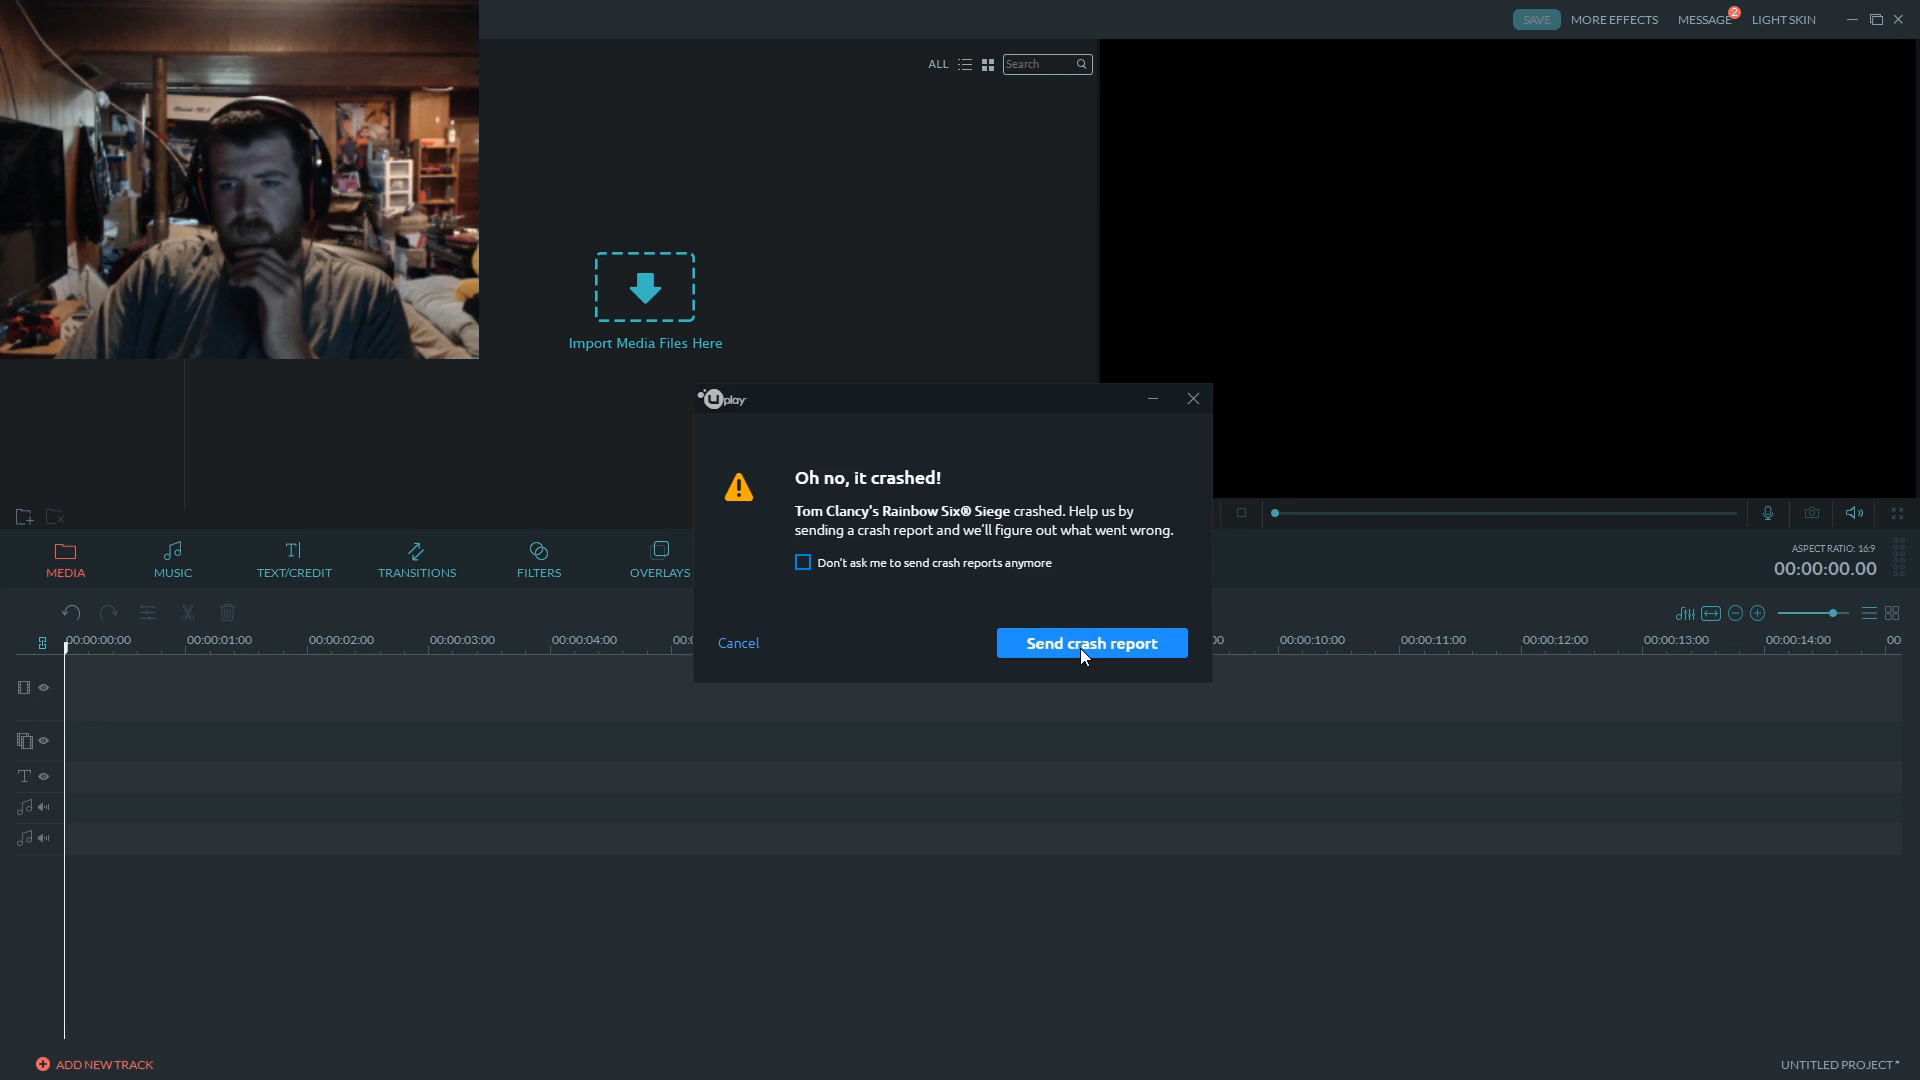 SAVE
MORE EFFECTS
MESSAGE
2
LIGHT SKIN
ALL
Search
Import Media Files Here
Uplay
Oh no, it crashed!
Tom Clancy's Rainbow Six® Siege crashed. Help us by
sending a crash report and we'll figure out what went wrong.
Don't ask me to send crash reports anymore
Cancel
Send crash report
MEDIA
MUSIC
TEXT/CREDIT
TRANSITIONS
FILTERS
OVERLAYS
ASPECT RATIO: 16:9
00:00:00.00
00:00:00:00
00:00:01:00
00:00:02:00
00:00:03:00
00:00:04:00
00:00:10:00
00:00:11:00
00:00:12:00
00:00:13:00
00:00:14:00
ADD NEW TRACK
UNTITLED PROJECT*